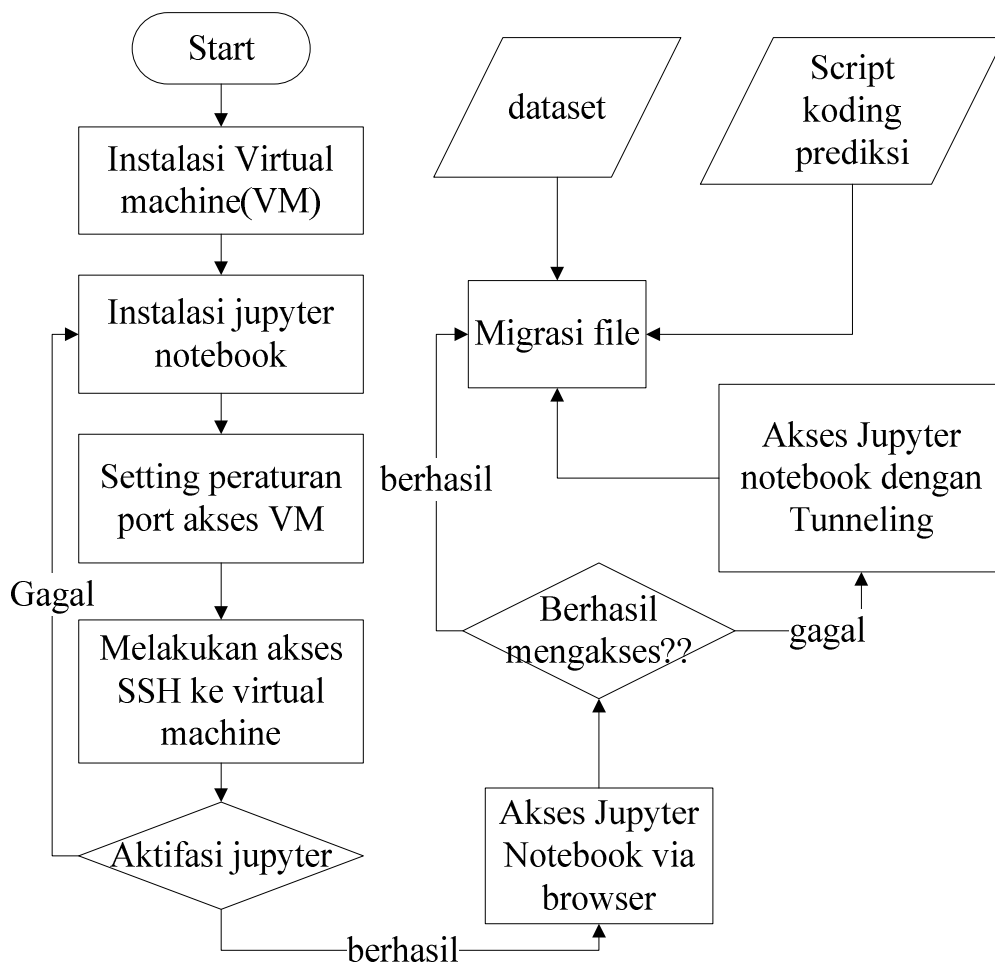 Start
Instalasi Virtual
machine(VM)
Instalasi jupyter
notebook
Setting peraturan
port akses VM
Gagal
Melakukan akses
SSH ke virtual
machine
Aktifasi jupyter
berhasil
Akses Jupyter
Notebook via
browser
Berhasil
mengakses??
berhasil
gagal
Akses Jupyter
notebook dengan
Tunneling
Migrasi file
dataset
Script
koding
prediksi